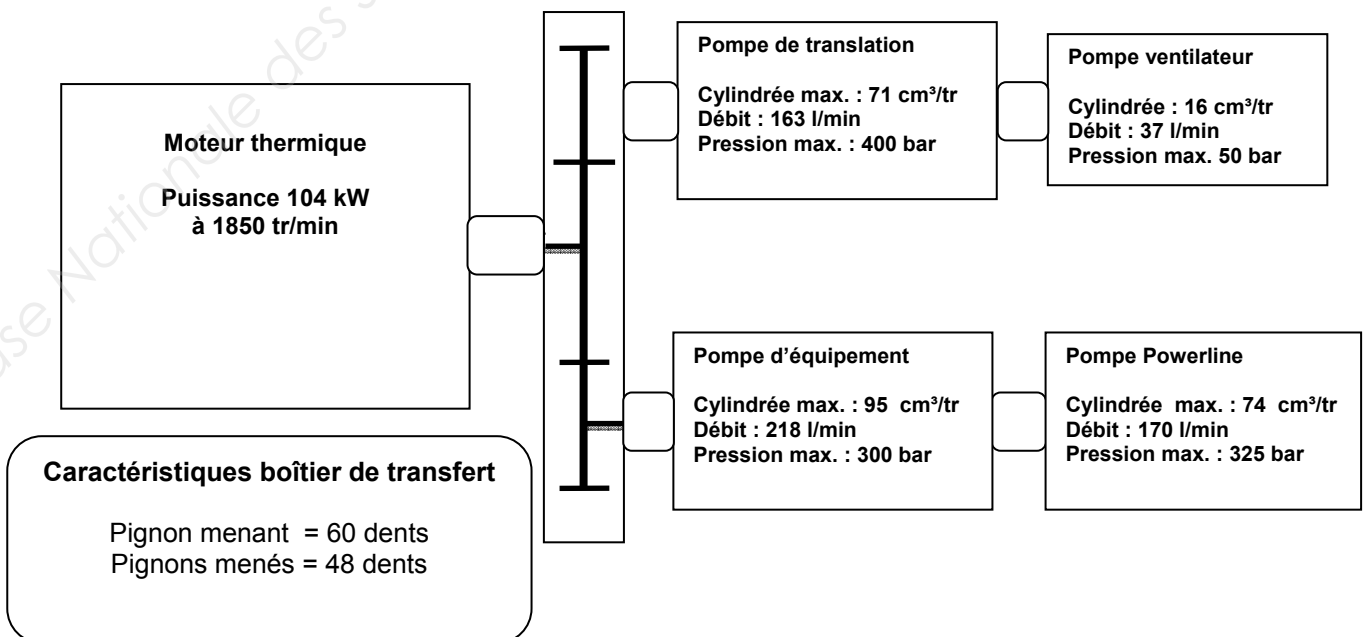 Base Nationale des s
Moteur thermique
Puissance 104 kW
à 1850 tr/min
Pompe de translation
Cylindrée max. : 71 cm³/tr
Débit : 163 l/min
Pression max. : 400 bar
Pompe ventilateur
Cylindrée : 16 cm³/tr
Débit : 37 l/min
Pression max. 50 bar
Pompe d’équipement
Cylindrée max. : 95 cm³/tr
Débit : 218 l/min
Pression max. : 300 bar
Pompe Powerline
Cylindrée max. : 74 cm³/tr
Débit : 170 l/min
Pression max. : 325 bar
Caractéristiques boîtier de transfert
Pignon menant = 60 dents
Pignons menés = 48 dents